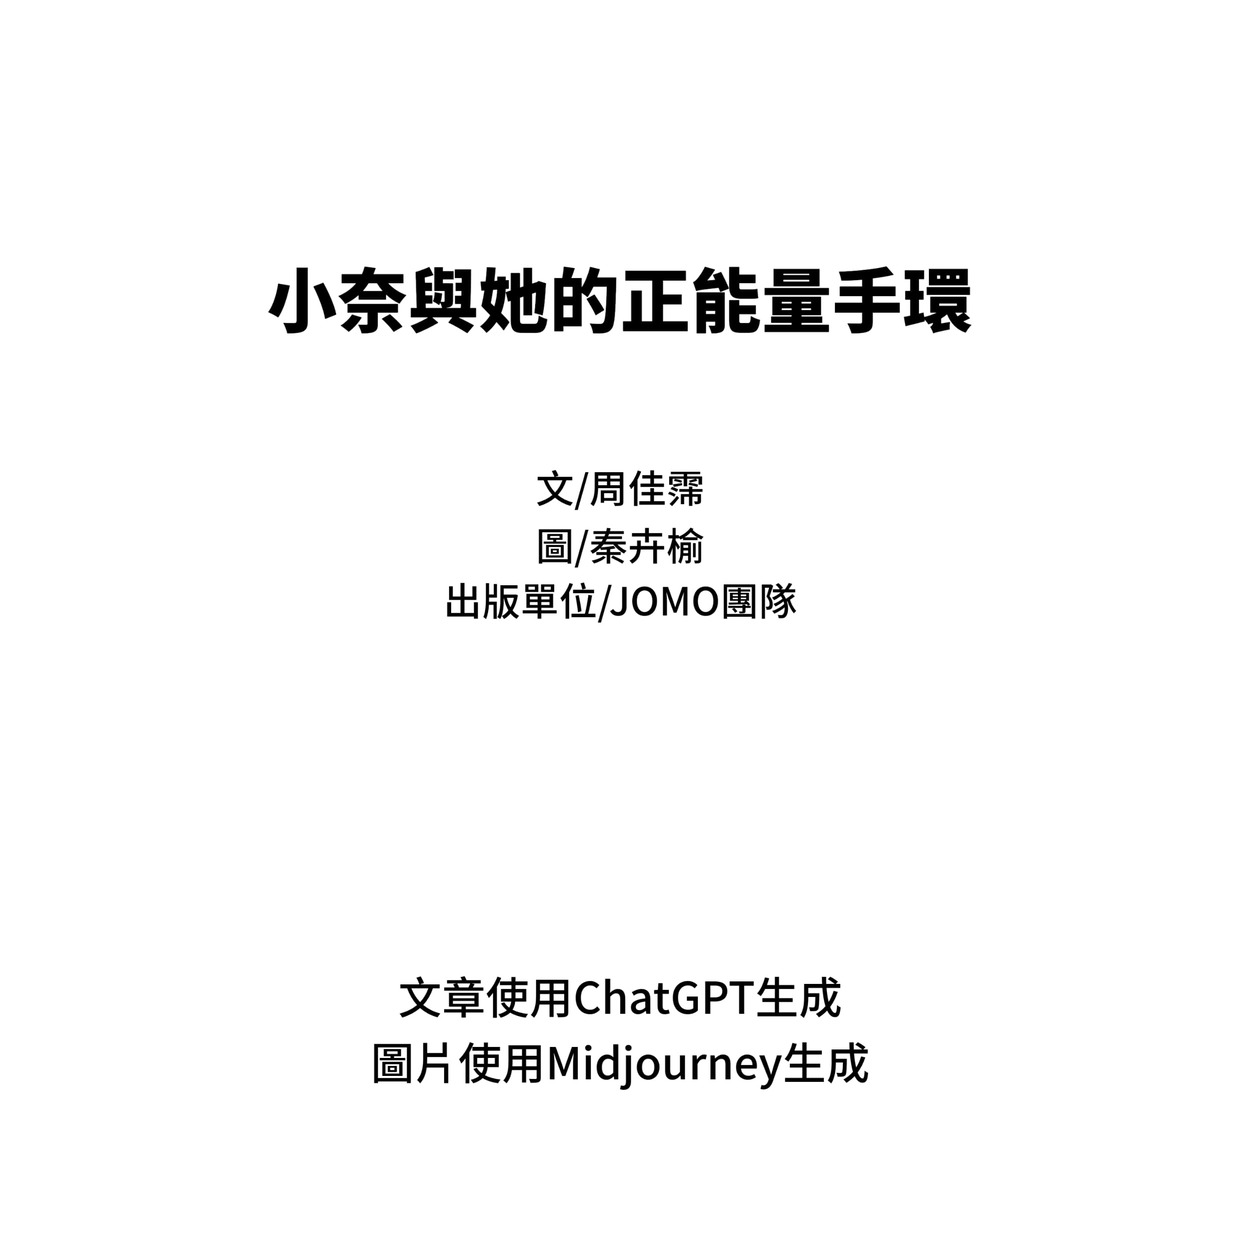 小奈與她的正能量手環
文/周佳霈
圖/秦卉榆
出版單位/JOMO團隊
文章使用ChatGPT生成
圖片使用Midjourney生成